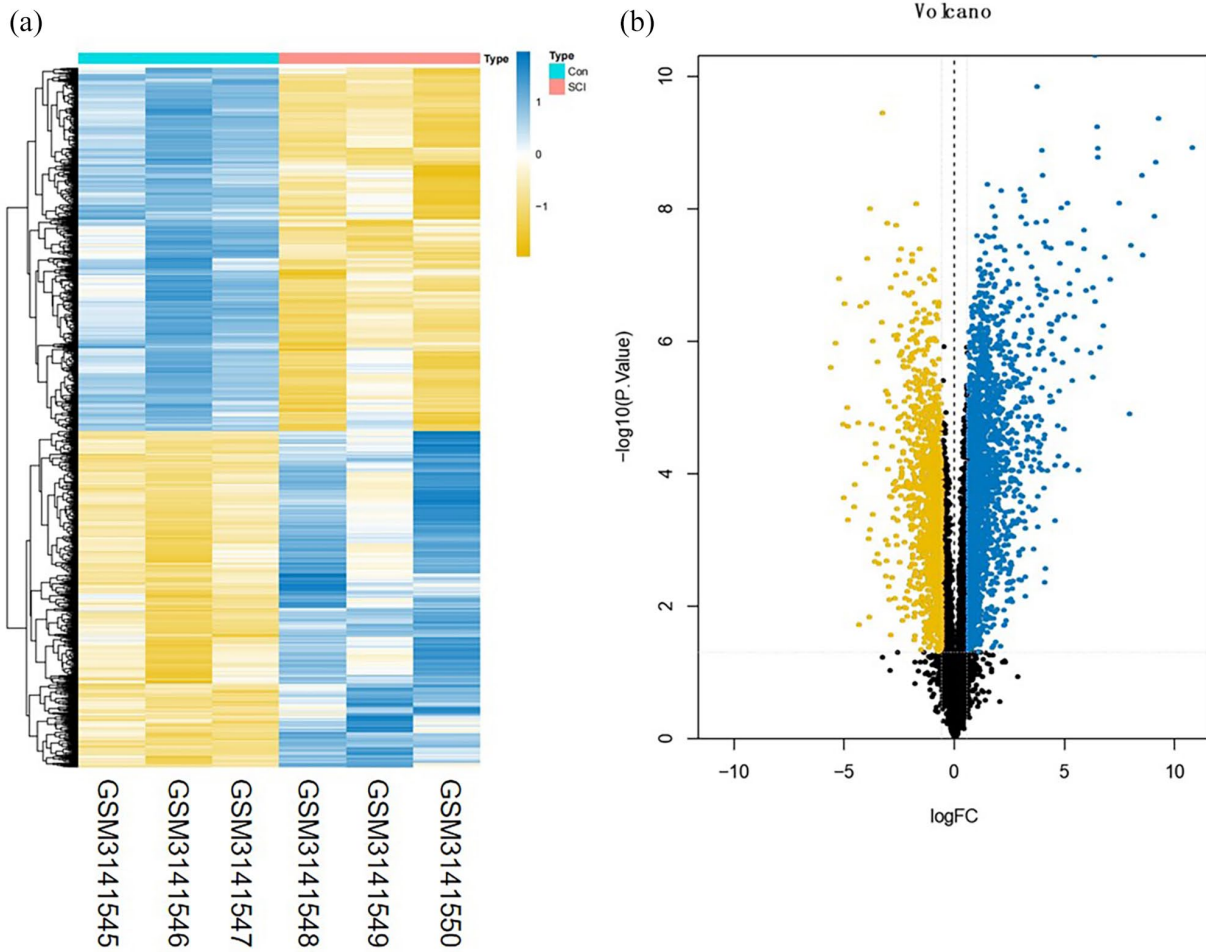 (a)
Type
Type
Con
SCI
1
0
−1
GSM3141545
GSM3141546
GSM3141547
GSM3141548
GSM3141549
GSM3141550
(b)
Volcano
−log10(P.Value)
10
8
6
4
2
0
−10
−5
0
5
10
logFC